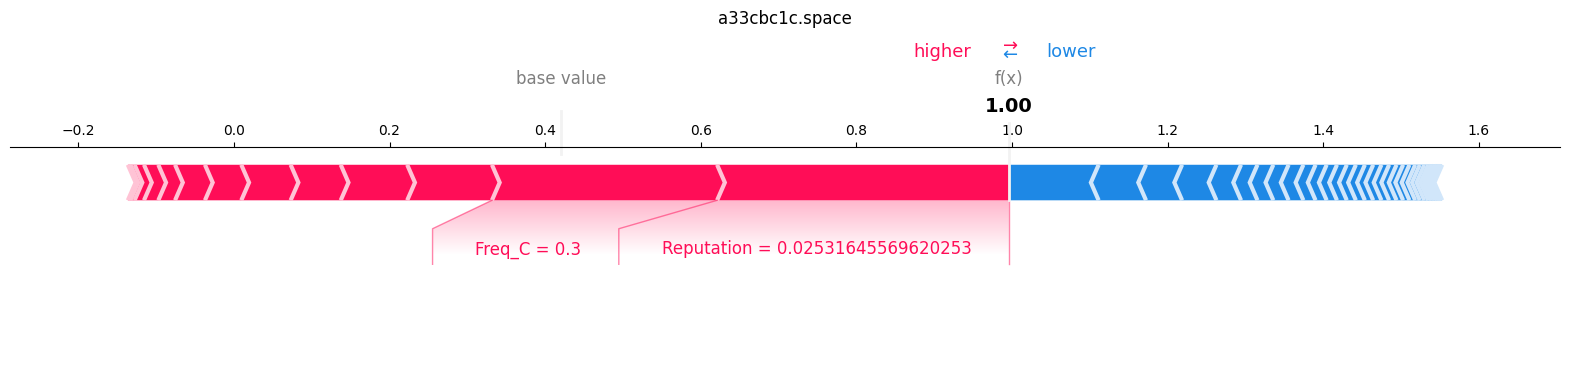 a33cbc1c.space
higher → ← lower
base value f(x)
1.00
−0.2 0.0 0.2 0.4 0.6 0.8 1.0 1.2 1.4 1.6
Freq_C = 0.3 Reputation = 0.02531645569620253